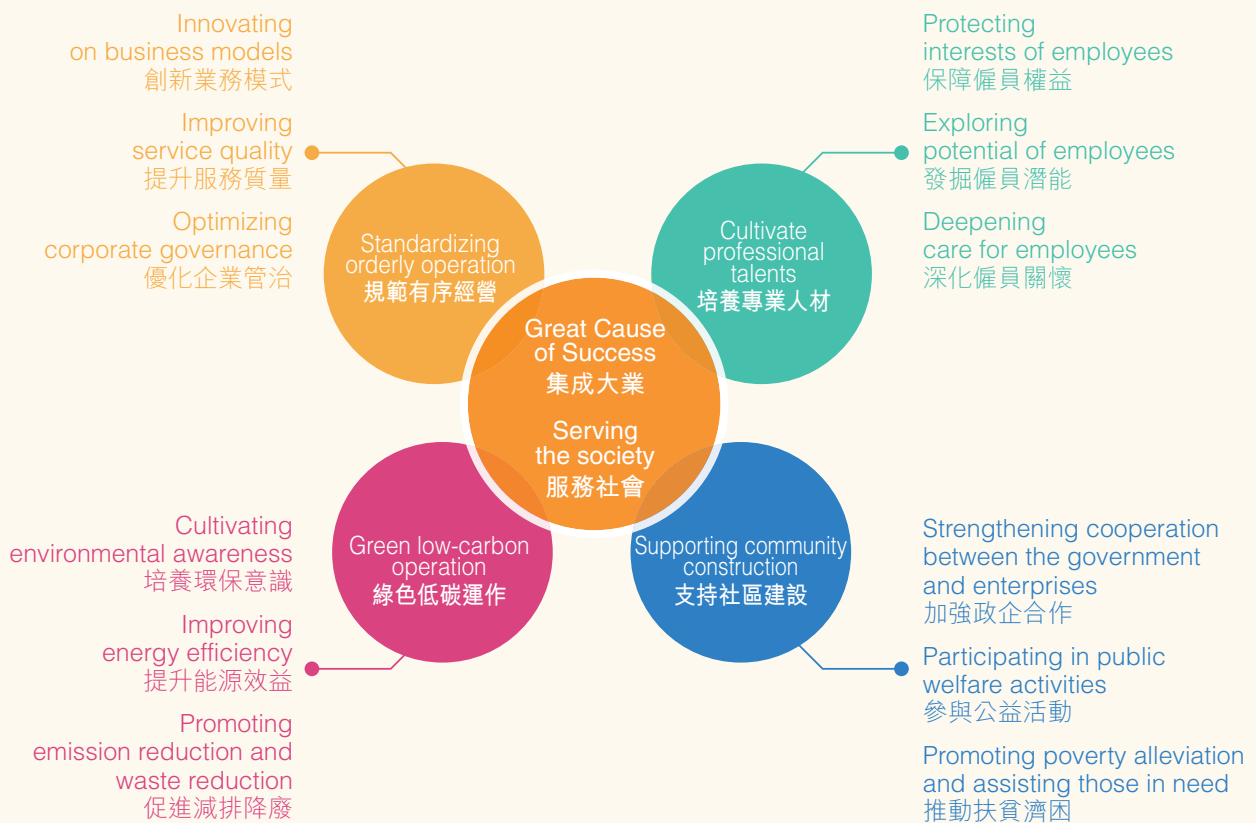 Innovating
on business models
創新業務模式
Improving
service quality
提升服務質量
Optimizing
corporate governance
優化企業管治
Standardizing
orderly operation
規範有序經營
Protecting
interests of employees
保障僱員權益
Exploring
potential of employees
發掘僱員潛能
Deepening
care for employees
深化僱員關懷
Cultivate
professional
talents
培養專業人材
Great Cause
of Success
集成大業
Serving
the society
服務社會
Cultivating
environmental awareness
培養環保意識
Improving
energy efficiency
提升能源效益
Promoting
emission reduction and
waste reduction
促進減排降廢
Green low-carbon
operation
綠色低碳運作
Supporting community
construction
支持社區建設
Strengthening cooperation
between the government
and enterprises
加強政企合作
Participating in public
welfare activities
參與公益活動
Promoting poverty alleviation
and assisting those in need
推動扶貧濟困